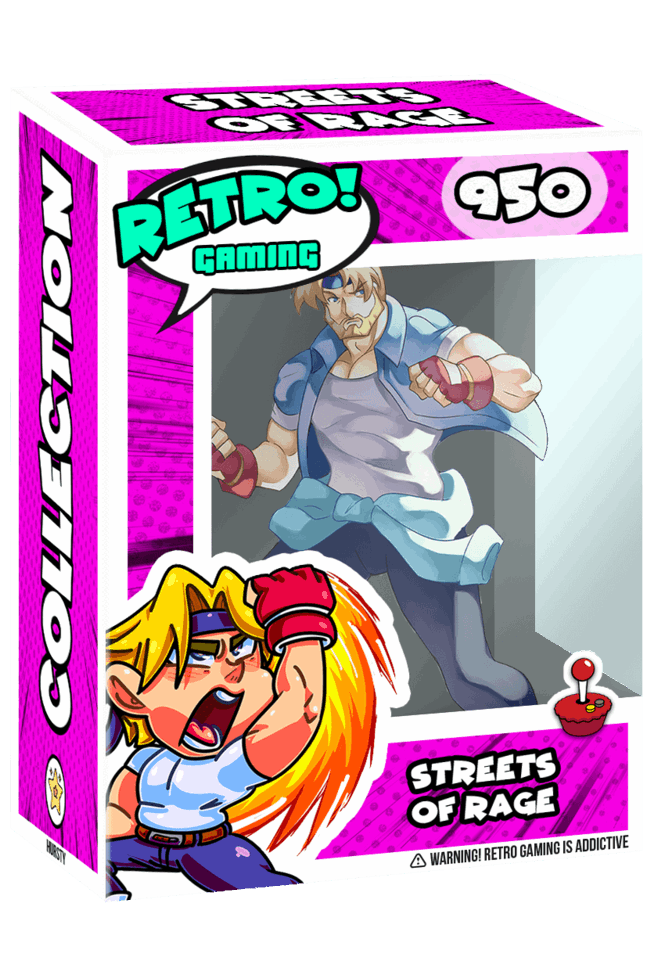 STREETS
OF RAGE
RETRO!
GAMING
950
COLLECTION
STREETS
OF RAGE
WARNING! RETRO GAMING IS ADDICTIVE
HURSTY